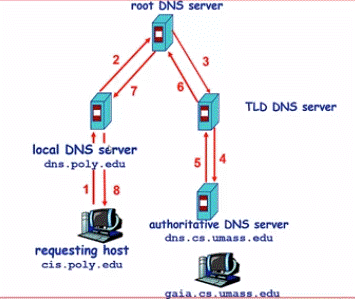 root DNS server
2
3
7
6
TLD DNS server
local DNS server
dns.poly.edu
5
4
1
8
authoritative DNS server
dns.cs.umass.edu
requesting host
cis.poly.edu
gaia.cs.umass.edu